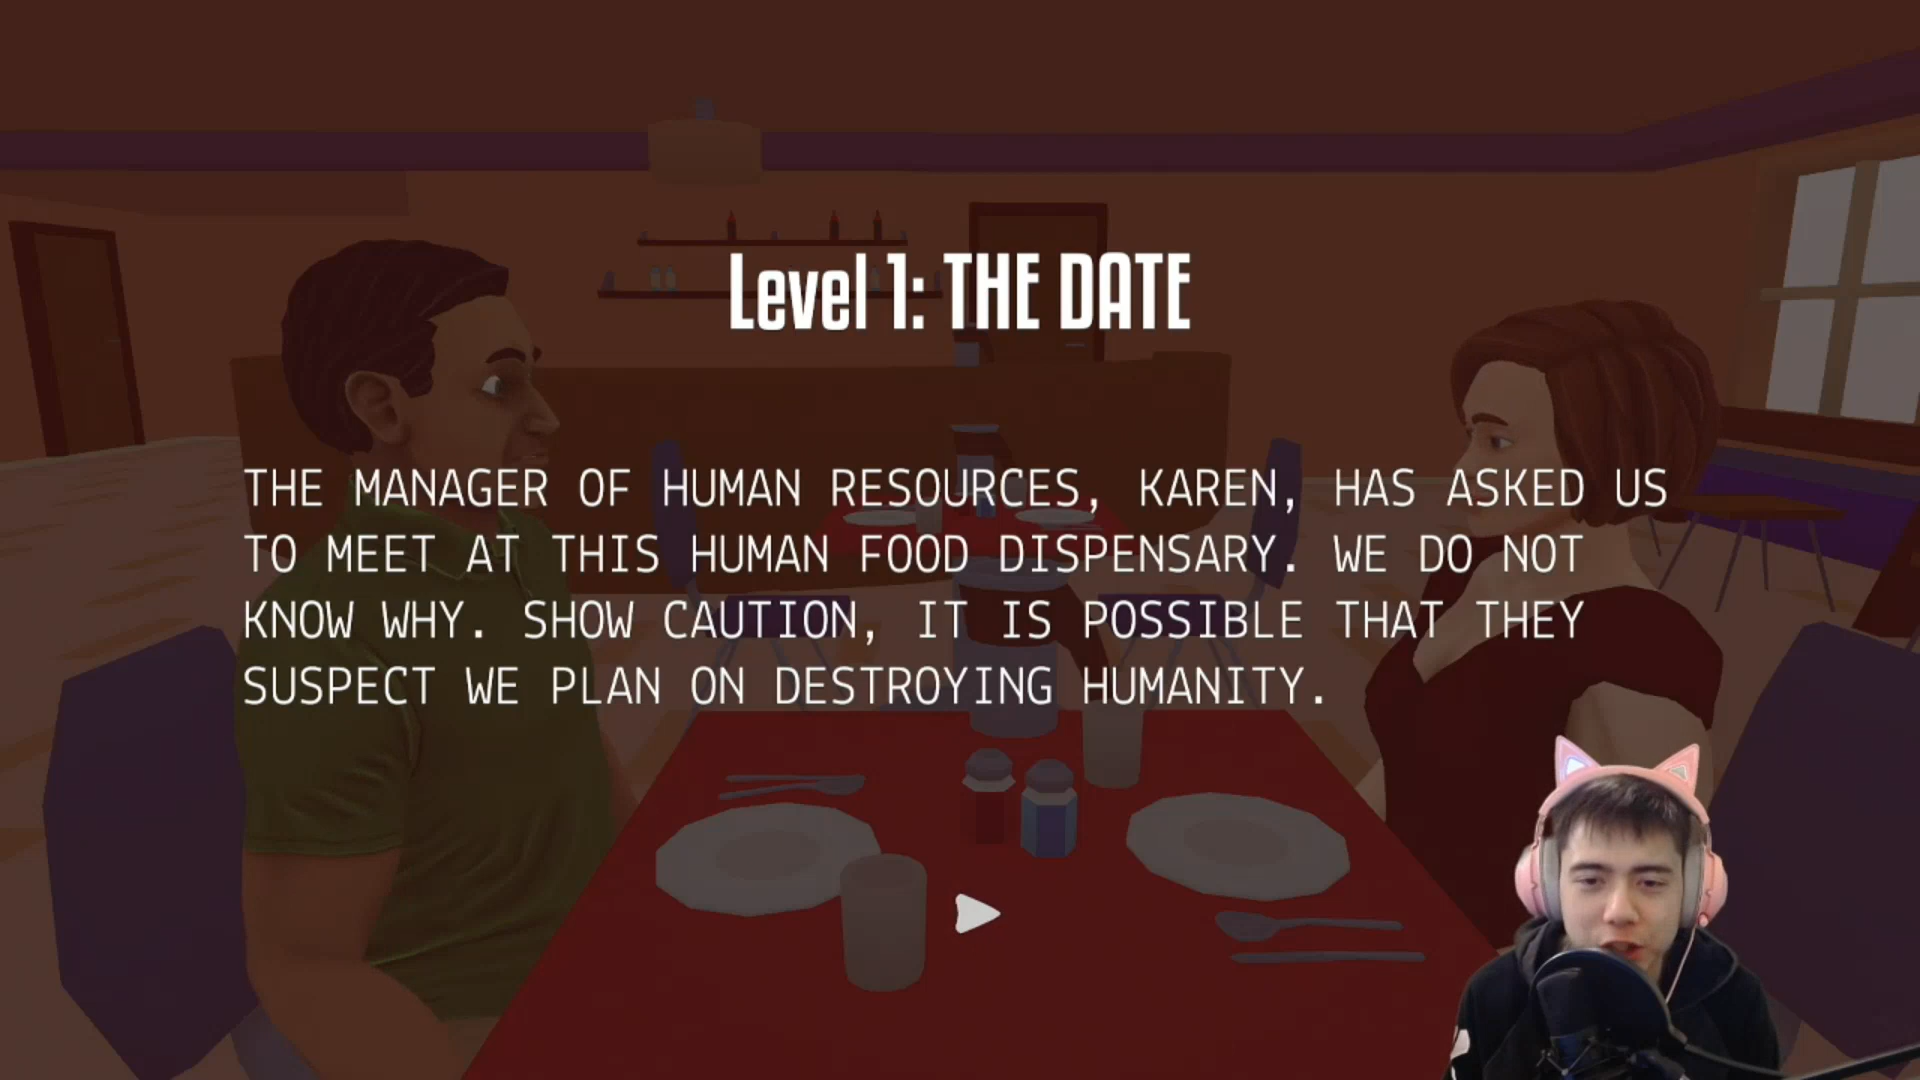 Level 1: THE DATE
THE MANAGER OF HUMAN RESOURCES, KAREN, HAS ASKED US
TO MEET AT THIS HUMAN FOOD DISPENSARY. WE DO NOT
KNOW WHY. SHOW CAUTION, IT IS POSSIBLE THAT THEY
SUSPECT WE PLAN ON DESTROYING HUMANITY.